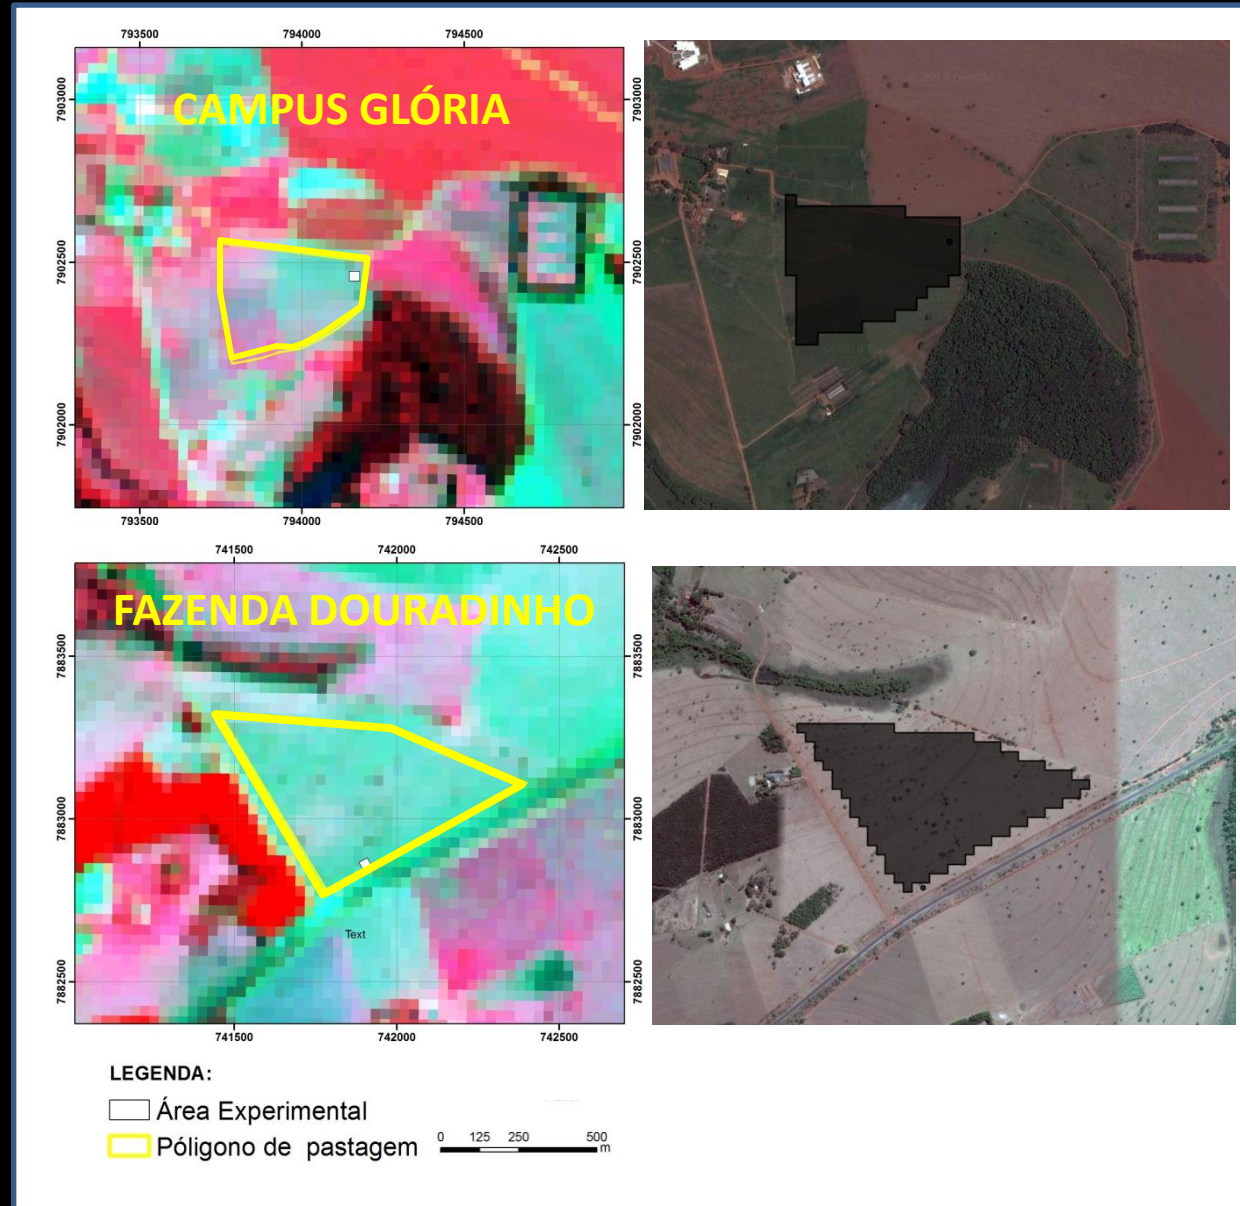 793500 794000 794500
CAMPUS GLÓRIA
7903000 7903000
7902500 7902500
7902000 7902000
793500 794000 794500
741500 742000 742500
FAZENDA DOURADINHO
7883500 7883500
7883000 7883000
Text
7882500 7882500
741500 742000 742500
LEGENDA:
Área Experimental
Póligono de pastagem
0 125 250 500
m